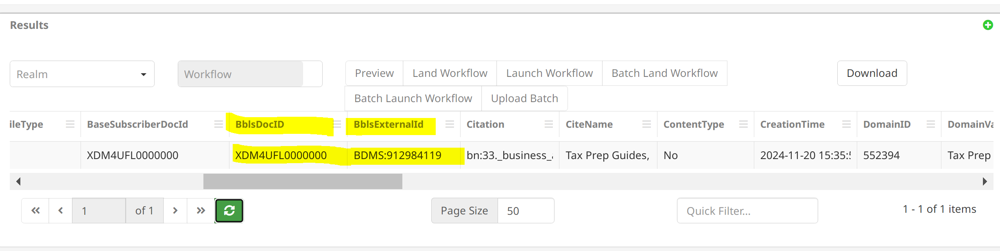 Results
Realm
Workflow
Preview
Land Workflow
Launch Workflow
Batch Land Workflow
Download
Batch Launch Workflow
Upload Batch
ileType
BaseSubscriberDocId
BblsDocID
BblsExternalId
Citation
CiteName
ContentType
CreationTime
DomainID
DomainVa
XDM4UFL0000000
XDM4UFL0000000
BDMS:912984119
bn:33._business_
Tax Prep Guides,
No
2024-11-20 15:35:
552394
Tax Prep
1
of 1
Page Size
50
Quick Filter...
1 - 1 of 1 items